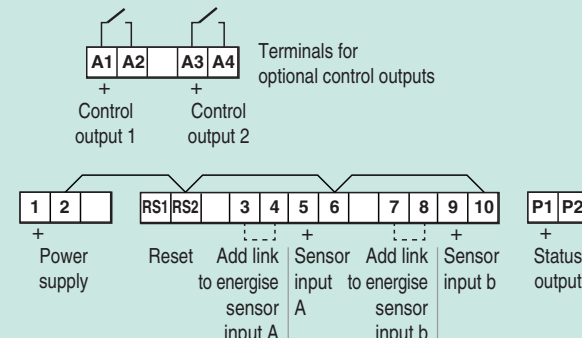 A1 A2 A3 A4
Terminals for
optional control outputs
+ +
Control Control
output 1 output 2
1 2 RS1 RS2 3 4 5 6 7 8 9 10 P1 P2
+ + + +
Power Reset Add link Sensor Add link Sensor Status
supply to energise input to energise input b output
sensor A sensor
input A input b